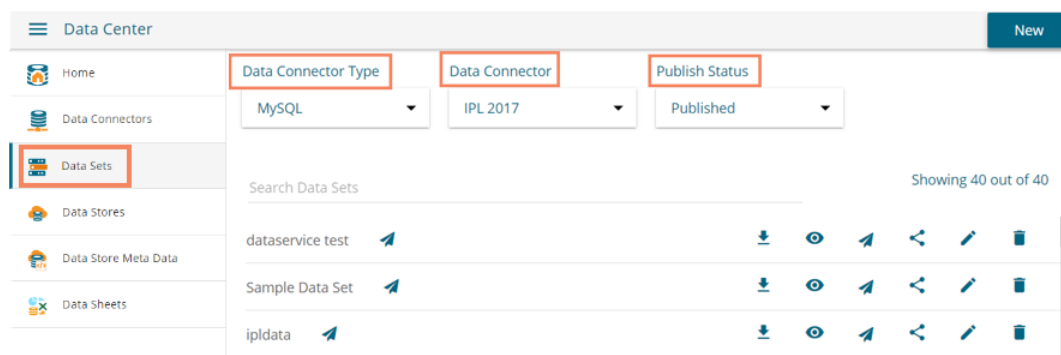 Data Center
New
Home
Data Connectors
Data Sets
Data Stores
Data Store Meta Data
Data Sheets
Data Connector Type
Data Connector
Publish Status
MySQL
IPL 2017
Published
Search Data Sets
Showing 40 out of 40
dataservice test
Sample Data Set
ipldata